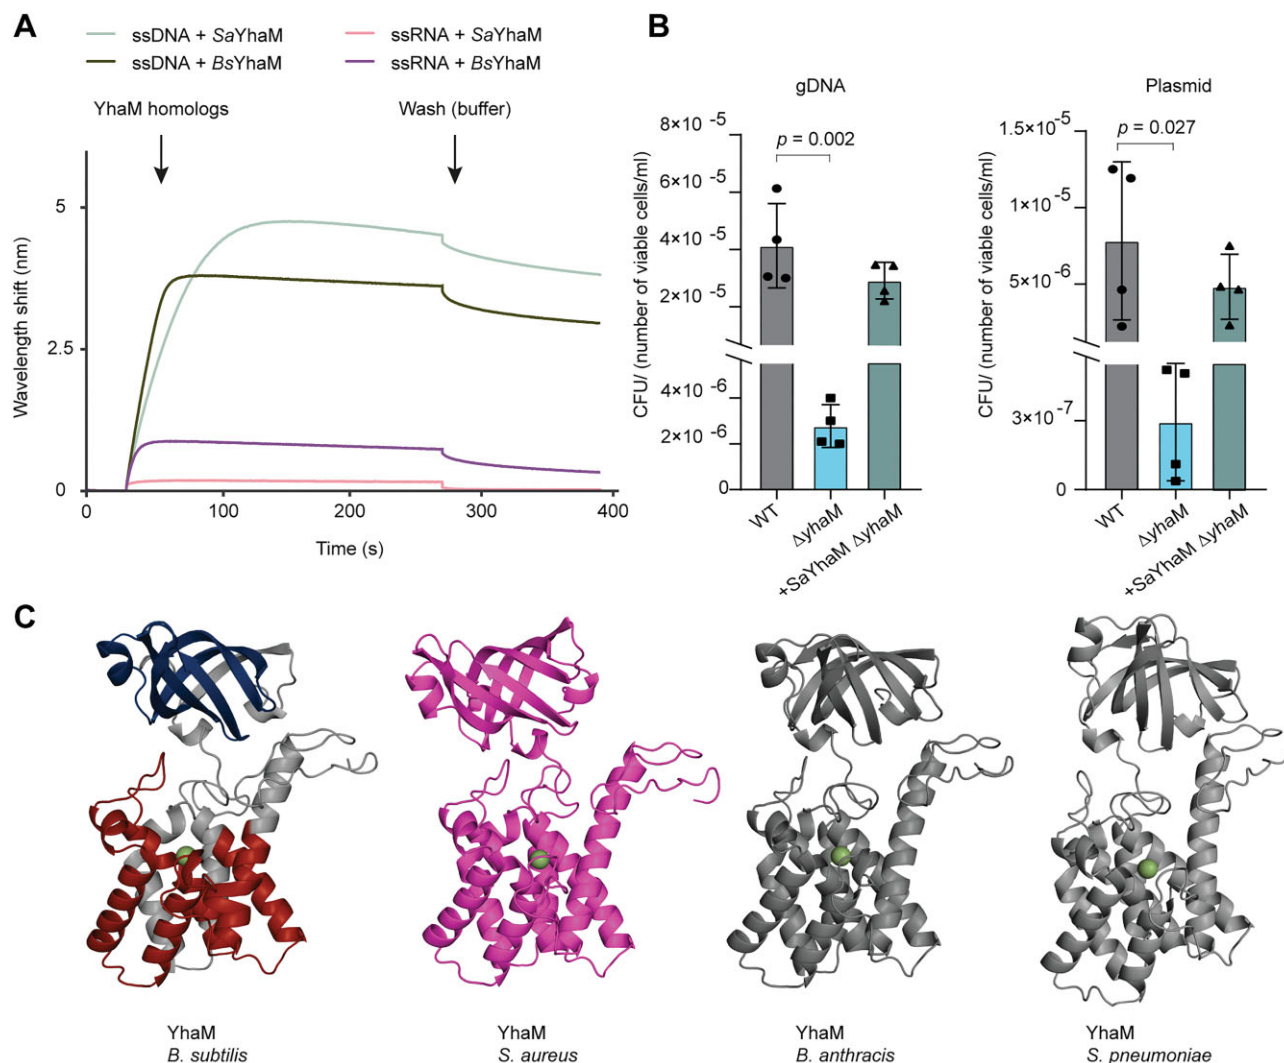 A
ssDNA + SaYhaM
ssRNA + SaYhaM
ssDNA + BsYhaM
ssRNA + BsYhaM
YhaM homologs
Wash (buffer)
Wavelength shift (nm)
5
2.5
0
0
100
200
300
400
Time (s)
B
gDNA
p = 0.002
CFU/ (number of viable cells/ml)
8×10 -5
6×10 -5
4×10 -5
2×10 -5
4×10 -6
2×10 -6
0
WT
ΔyhaM
+SaYhaM ΔyhaM
Plasmid
p = 0.027
CFU/ (number of viable cells/ml)
1.5×10-5
1×10-5
5×10-6
3×10-7
0
WT
ΔyhaM
+SaYhaM ΔyhaM
C
YhaM
B. subtilis
YhaM
S. aureus
YhaM
B. anthracis
YhaM
S. pneumoniae